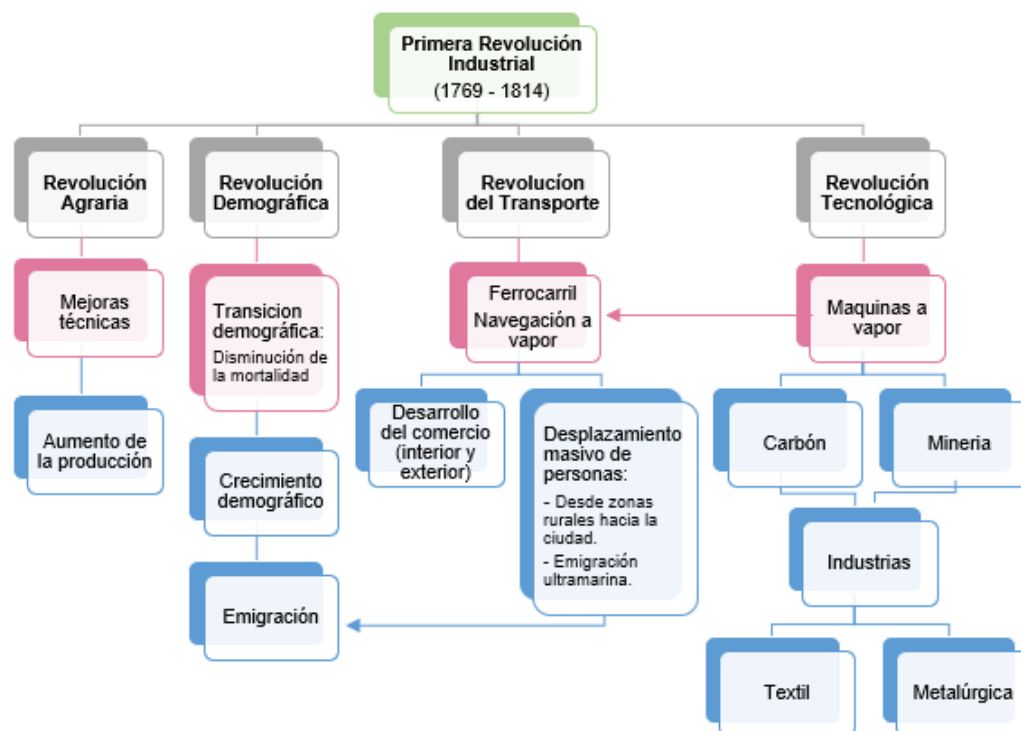 Primera Revolución
Industrial
(1769 - 1814)
Revolución
Agraria
Revolución
Demográfica
Revolucíon
del Transporte
Revolución
Tecnológica
Mejoras
técnicas
Transicion
demográfica:
Disminución de
la mortalidad
Ferrocarril
Navegación a
vapor
Maquinas a
vapor
Aumento de
la producción
Crecimiento
demográfico
Emigración
Desarrollo
del comercio
(interior y
exterior)
Desplazamiento
masivo de
personas:
- Desde zonas
rurales hacia la
ciudad.
- Emigración
ultramarina.
Carbón
Mineria
Industrias
Textil
Metalúrgica